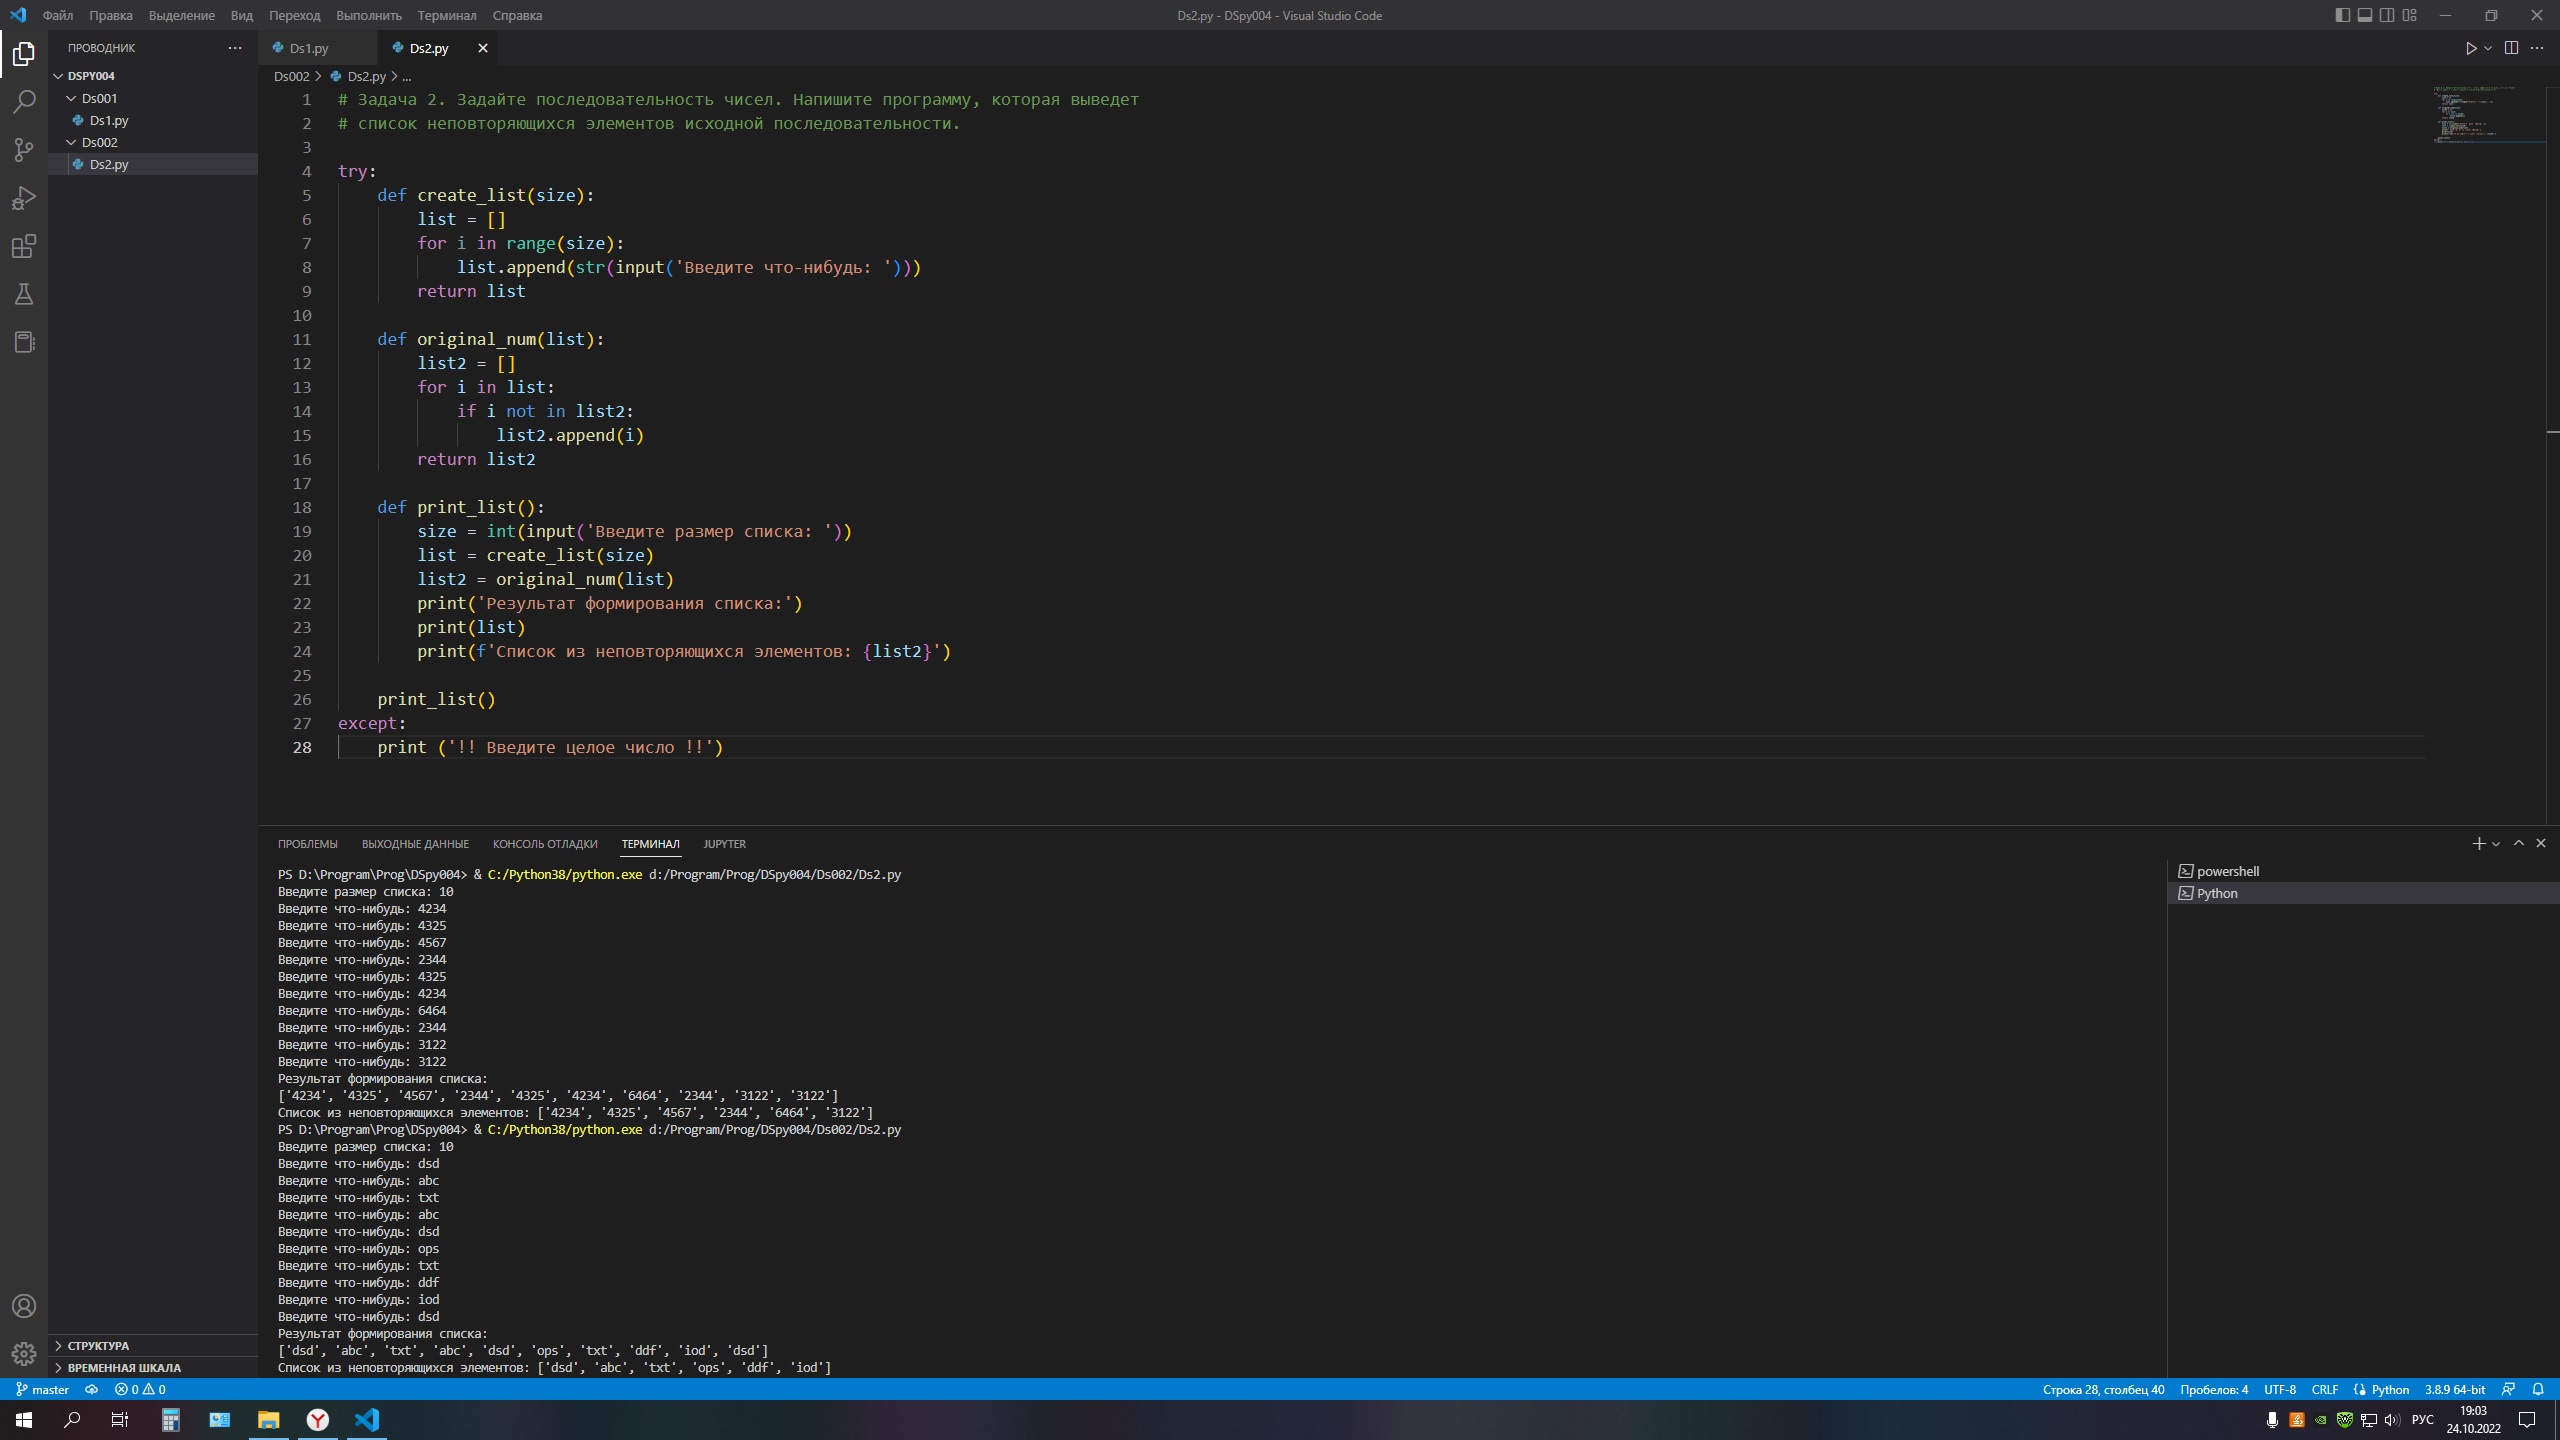 Файл Правка Выделение Вид Переход Выполнить Терминал Справка
Ds2.py - DSpy004 - Visual Studio Code
ПРОВОДНИК
DSPY004
Ds001
Ds1.py
Ds002
Ds2.py
СТРУКТУРА
ВРЕМЕННАЯ ШКАЛА
Ds1.py Ds2.py
Ds002 > Ds2.py > ...
1 # Задача 2. Задайте последовательность чисел. Напишите программу, которая выведет
2 # список неповторяющихся элементов исходной последовательности.
3
4 try:
5     def create_list(size):
6         list = []
7         for i in range(size):
8             list.append(str(input('Введите что-нибудь: ')))
9         return list
10
11     def original_num(list):
12         list2 = []
13         for i in list:
14             if i not in list2:
15                 list2.append(i)
16         return list2
17
18     def print_list():
19         size = int(input('Введите размер списка: '))
20         list = create_list(size)
21         list2 = original_num(list)
22         print('Результат формирования списка:')
23         print(list)
24         print(f'Список из неповторяющихся элементов: {list2}')
25
26     print_list()
27 except:
28     print ('!! Введите целое число !!')
ПРОБЛЕМЫ ВЫХОДНЫЕ ДАННЫЕ КОНСОЛЬ ОТЛАДКИ ТЕРМИНАЛ JUPYTER
PS D:\Program\Prog\DSpy004> & C:/Python38/python.exe d:/Program/Prog/DSpy004/Ds002/Ds2.py
Введите размер списка: 10
Введите что-нибудь: 4234
Введите что-нибудь: 4325
Введите что-нибудь: 4567
Введите что-нибудь: 2344
Введите что-нибудь: 4325
Введите что-нибудь: 4234
Введите что-нибудь: 6464
Введите что-нибудь: 2344
Введите что-нибудь: 3122
Введите что-нибудь: 3122
Результат формирования списка:
['4234', '4325', '4567', '2344', '4325', '4234', '6464', '2344', '3122', '3122']
Список из неповторяющихся элементов: ['4234', '4325', '4567', '2344', '6464', '3122']
PS D:\Program\Prog\DSpy004> & C:/Python38/python.exe d:/Program/Prog/DSpy004/Ds002/Ds2.py
Введите размер списка: 10
Введите что-нибудь: dsd
Введите что-нибудь: abc
Введите что-нибудь: txt
Введите что-нибудь: abc
Введите что-нибудь: dsd
Введите что-нибудь: ops
Введите что-нибудь: txt
Введите что-нибудь: ddf
Введите что-нибудь: iod
Введите что-нибудь: dsd
Результат формирования списка:
['dsd', 'abc', 'txt', 'abc', 'dsd', 'ops', 'txt', 'ddf', 'iod', 'dsd']
Список из неповторяющихся элементов: ['dsd', 'abc', 'txt', 'ops', 'ddf', 'iod']
powershell
Python
master 0 0
Строка 28, столбец 40 Пробелов: 4 UTF-8 CRLF Python 3.8.9 64-bit
РУС
19:03
24.10.2022